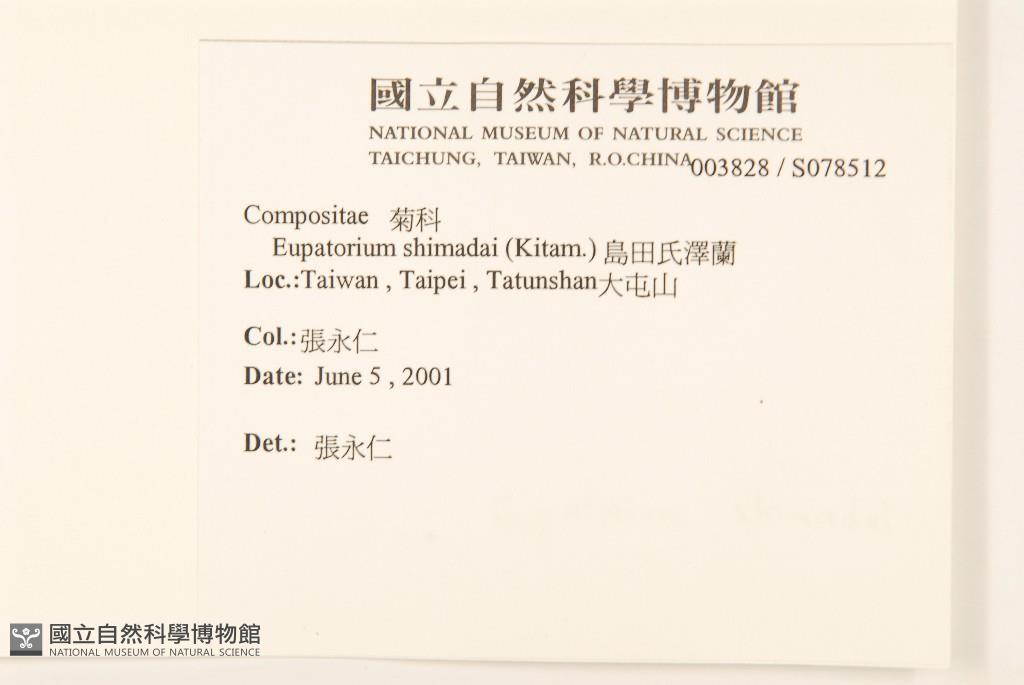 國立自然科學博物館
NATIONAL MUSEUM OF NATURAL SCIENCE
TAICHUNG, TAIWAN, R.O.CHINA
003828 / S078512
Compositae 菊科
Eupatorium shimadai (Kitam.) 島田氏澤蘭
Loc.:Taiwan , Taipei , Tatunshan大屯山
Col.:張永仁
Date: June 5 , 2001
Det.: 張永仁
國立自然科學博物館
NATIONAL MUSEUM OF NATURAL SCIENCE